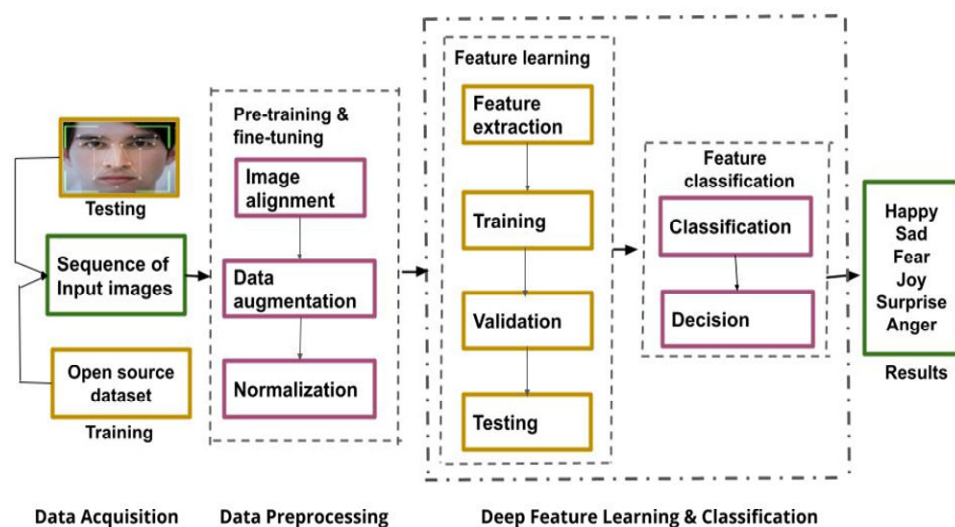 Testing
Sequence of
Input images
Open source
dataset
Training
Data Acquisition
Pre-training &
fine-tuning
Image
alignment
Data
augmentation
Normalization
Data Preprocessing
Feature learning
Feature
extraction
Training
Validation
Testing
Feature
classification
Classification
Decision
Deep Feature Learning & Classification
Happy
Sad
Fear
Joy
Surprise
Anger
Results